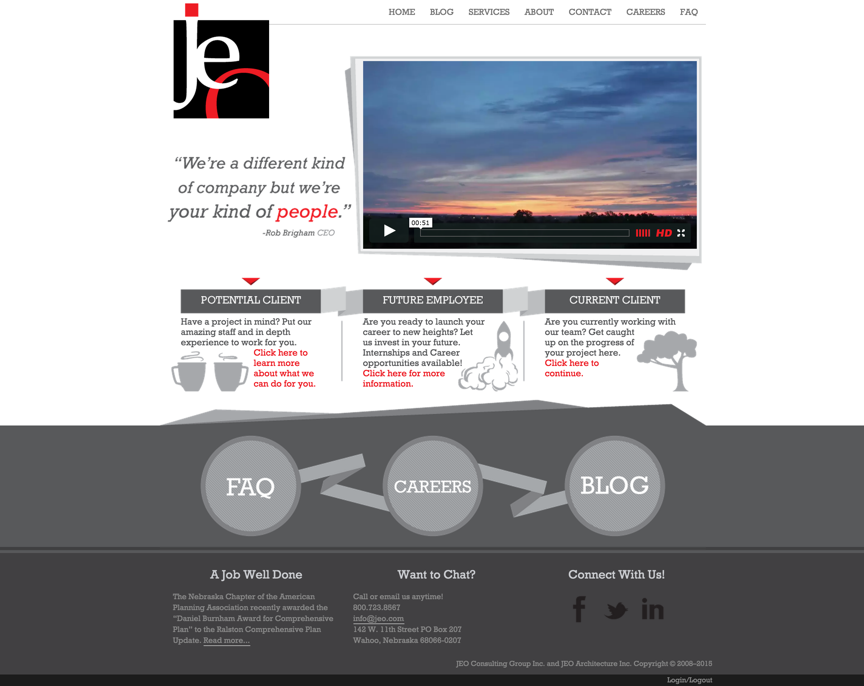 jeo
HOME BLOG SERVICES ABOUT CONTACT CAREERS FAQ
“We’re a different kind
of company but we’re
your kind of people.”
-Rob Brigham CEO
00:51
HD
POTENTIAL CLIENT
Have a project in mind? Put our
amazing staff and in depth
experience to work for you.
Click here to
learn more
about what we
can do for you.
FUTURE EMPLOYEE
Are you ready to launch your
career to new heights? Let
us invest in your future.
Internships and Career
opportunities available!
Click here for more
information.
CURRENT CLIENT
Are you currently working with
our team? Get caught
up on the progress of
your project here.
Click here to
continue.
FAQ
CAREERS
BLOG
A Job Well Done
The Nebraska Chapter of the American
Planning Association recently awarded the
“Daniel Burnham Award for Comprehensive
Plan” to the Ralston Comprehensive Plan
Update. Read more...
Want to Chat?
Call or email us anytime!
800.723.8567
info@jeo.com
142 W. 11th Street PO Box 207
Wahoo, Nebraska 68066-0207
Connect With Us!
f
in
JEO Consulting Group Inc. and JEO Architecture Inc. Copyright © 2008-2015
Login/Logout